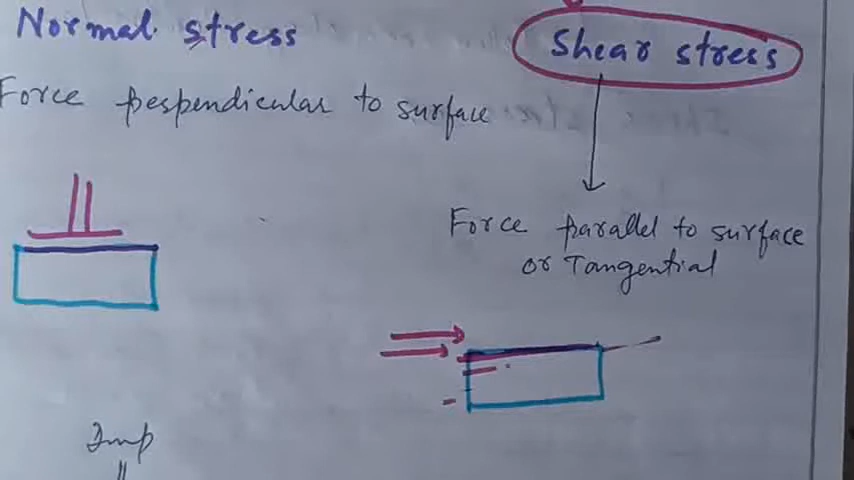 Normal stress
Shear stress
Force perpendicular to surface
Force parallel to surface
or Tangential
Imp